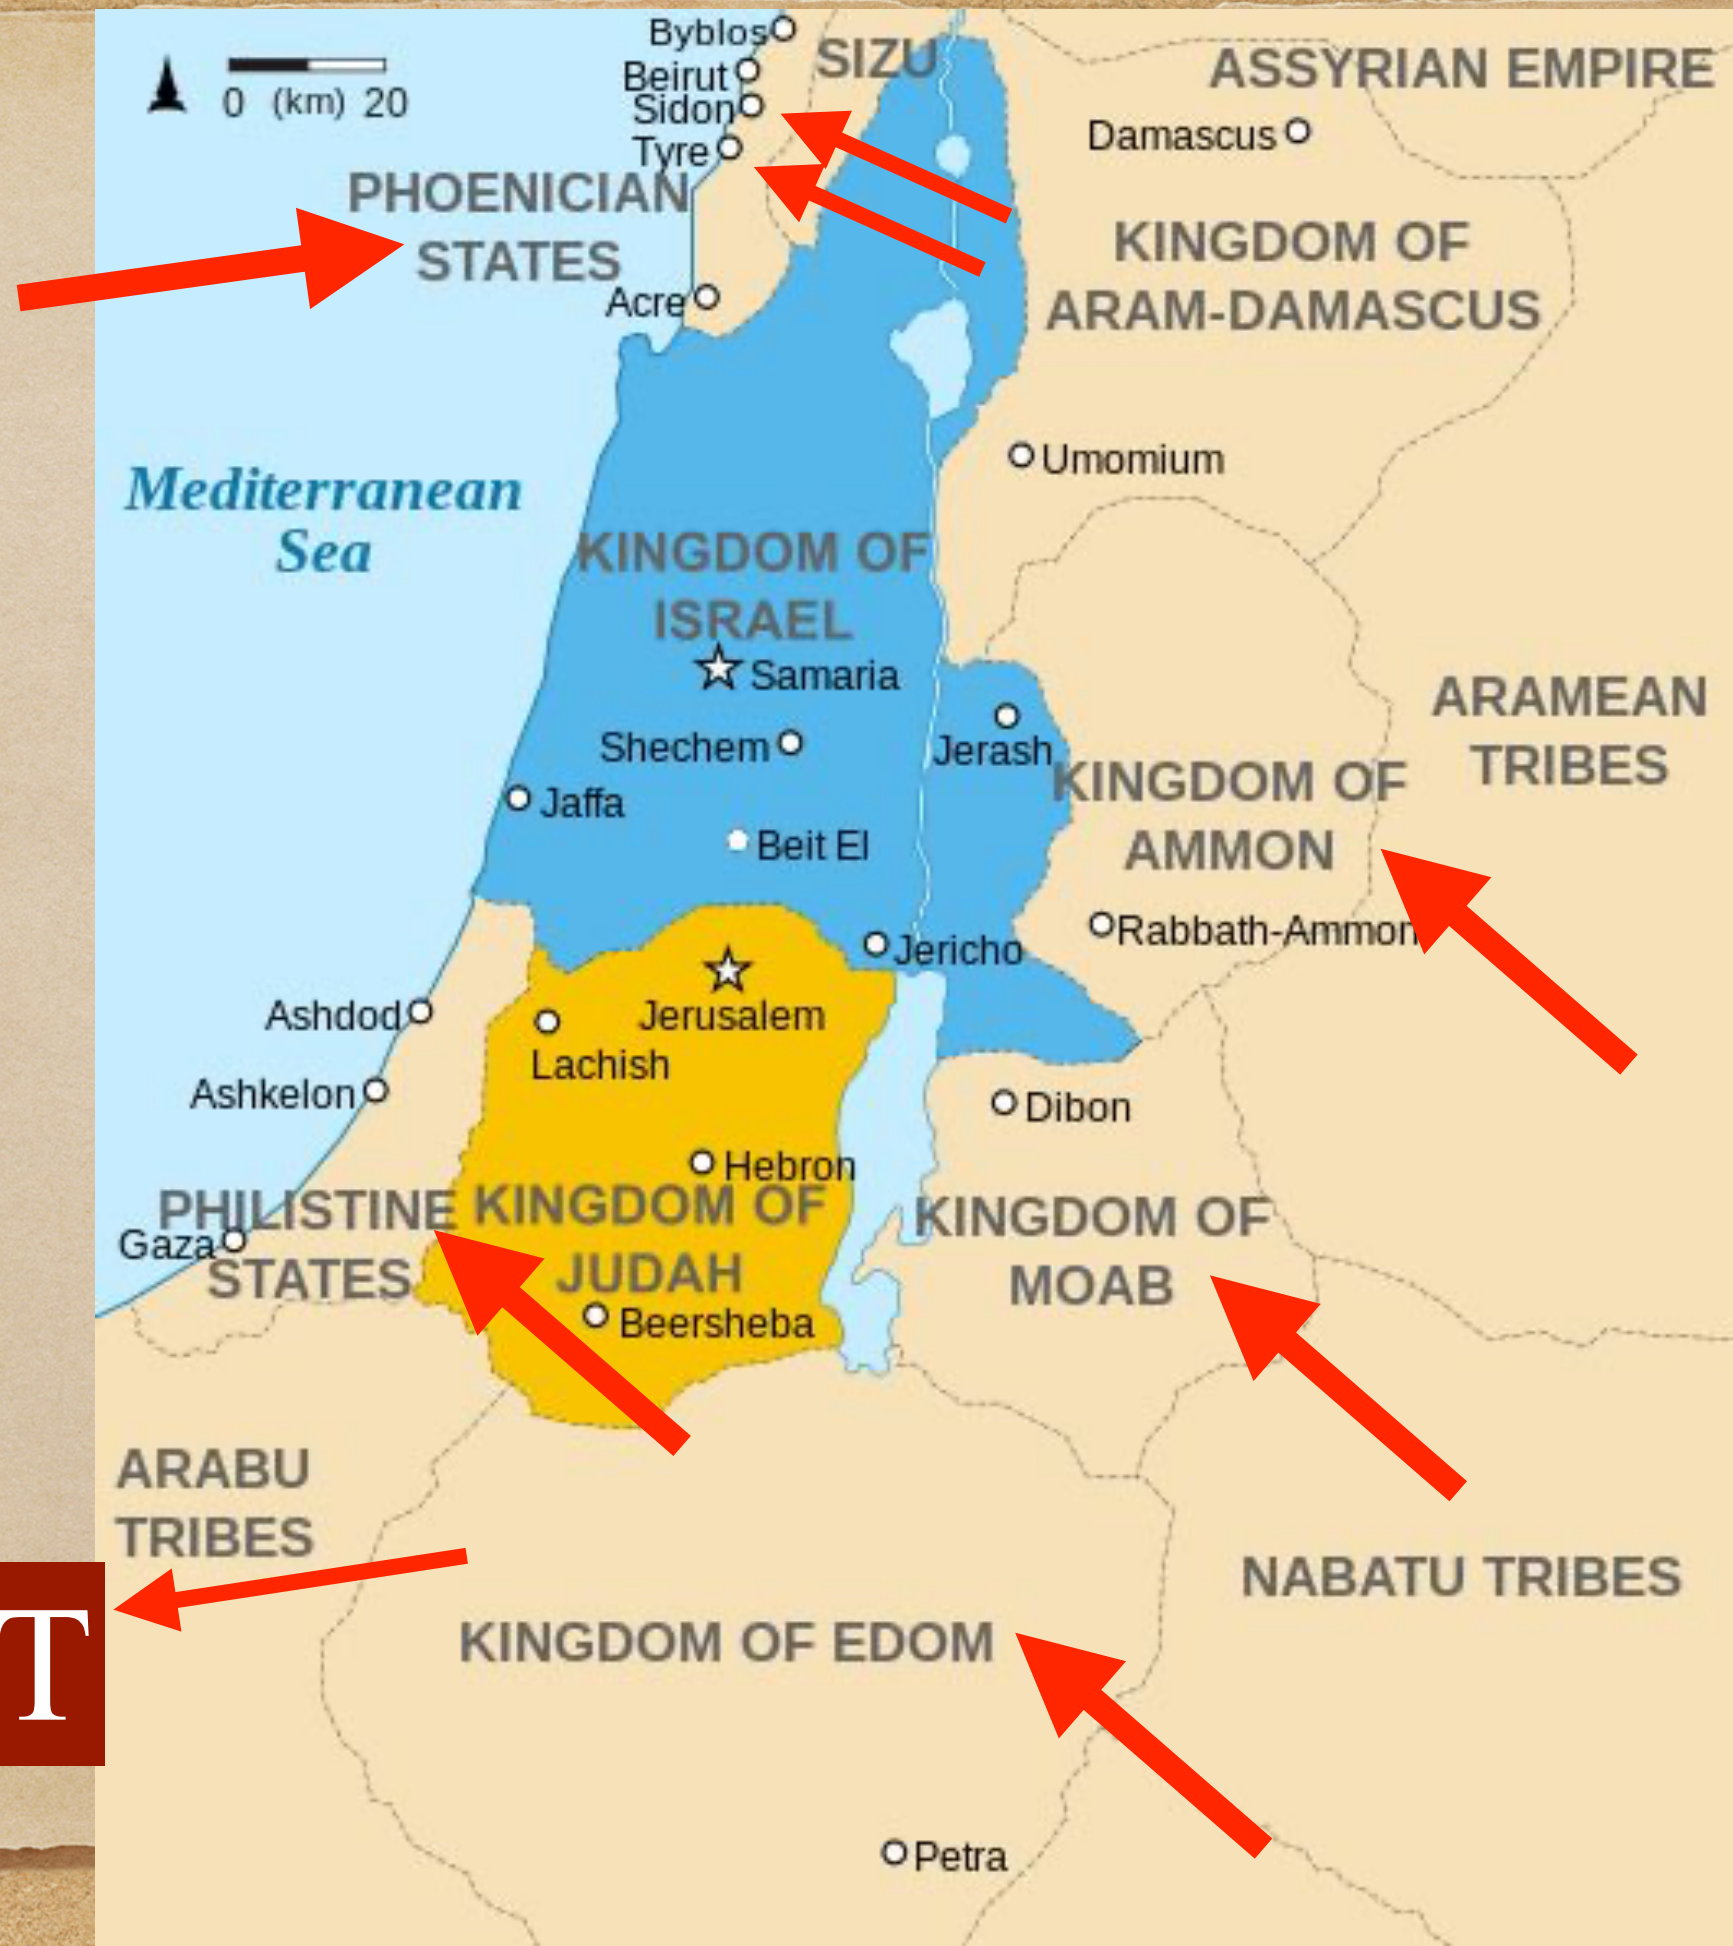 Byblos
SIZU
ASSYRIAN EMPIRE
Beirut
0 (km) 20
Sidon
Damascus
Tyre
PHOENICIAN
STATES
KINGDOM OF
ARAM-DAMASCUS
Acre
Umomium
Mediterranean
Sea
KINGDOM OF
ISRAEL
Samaria
ARAMEAN
TRIBES
Shechem
Jerash
KINGDOM OF
AMMON
Jaffa
Beit El
Rabbath-Ammon
Jericho
Ashdod
Jerusalem
Lachish
Ashkelon
Dibon
Hebron
PHILISTINE
STATES
KINGDOM OF
JUDAH
KINGDOM OF
MOAB
Gaza
Beersheba
ARABU
TRIBES
NABATU TRIBES
T
KINGDOM OF EDOM
Petra